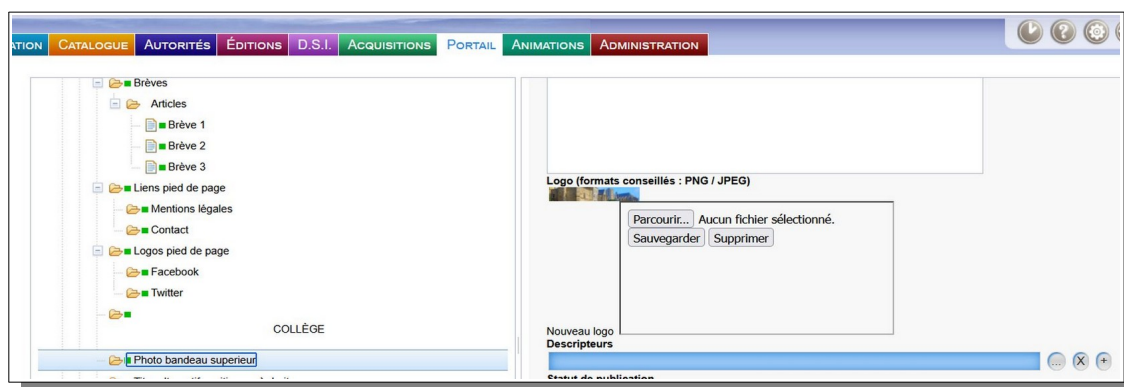 TION CATALOGUE AUTORITÉS ÉDITIONS D.S.I. ACQUISITIONS PORTAIL ANIMATIONS ADMINISTRATION
Brèves
Articles
Brève 1
Brève 2
Brève 3
Liens pied de page
Mentions légales
Contact
Logos pied de page
Facebook
Twitter
COLLÈGE
Photo bandeau superieur
Logo (formats conseillés : PNG / JPEG)
Parcourir... Aucun fichier sélectionné.
Sauvegarder Supprimer
Nouveau logo
Descripteurs
... X +
Statut de publication